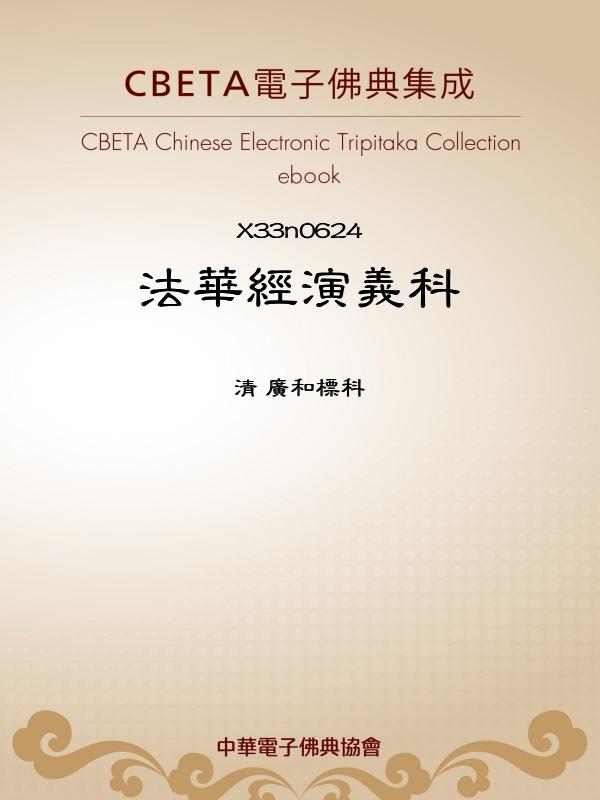 CBETA電子佛典集成
CBETA Chinese Electronic Tripitaka Collection
ebook
X33n0624
法華經演義科
清 廣和標科
中華電子佛典協會